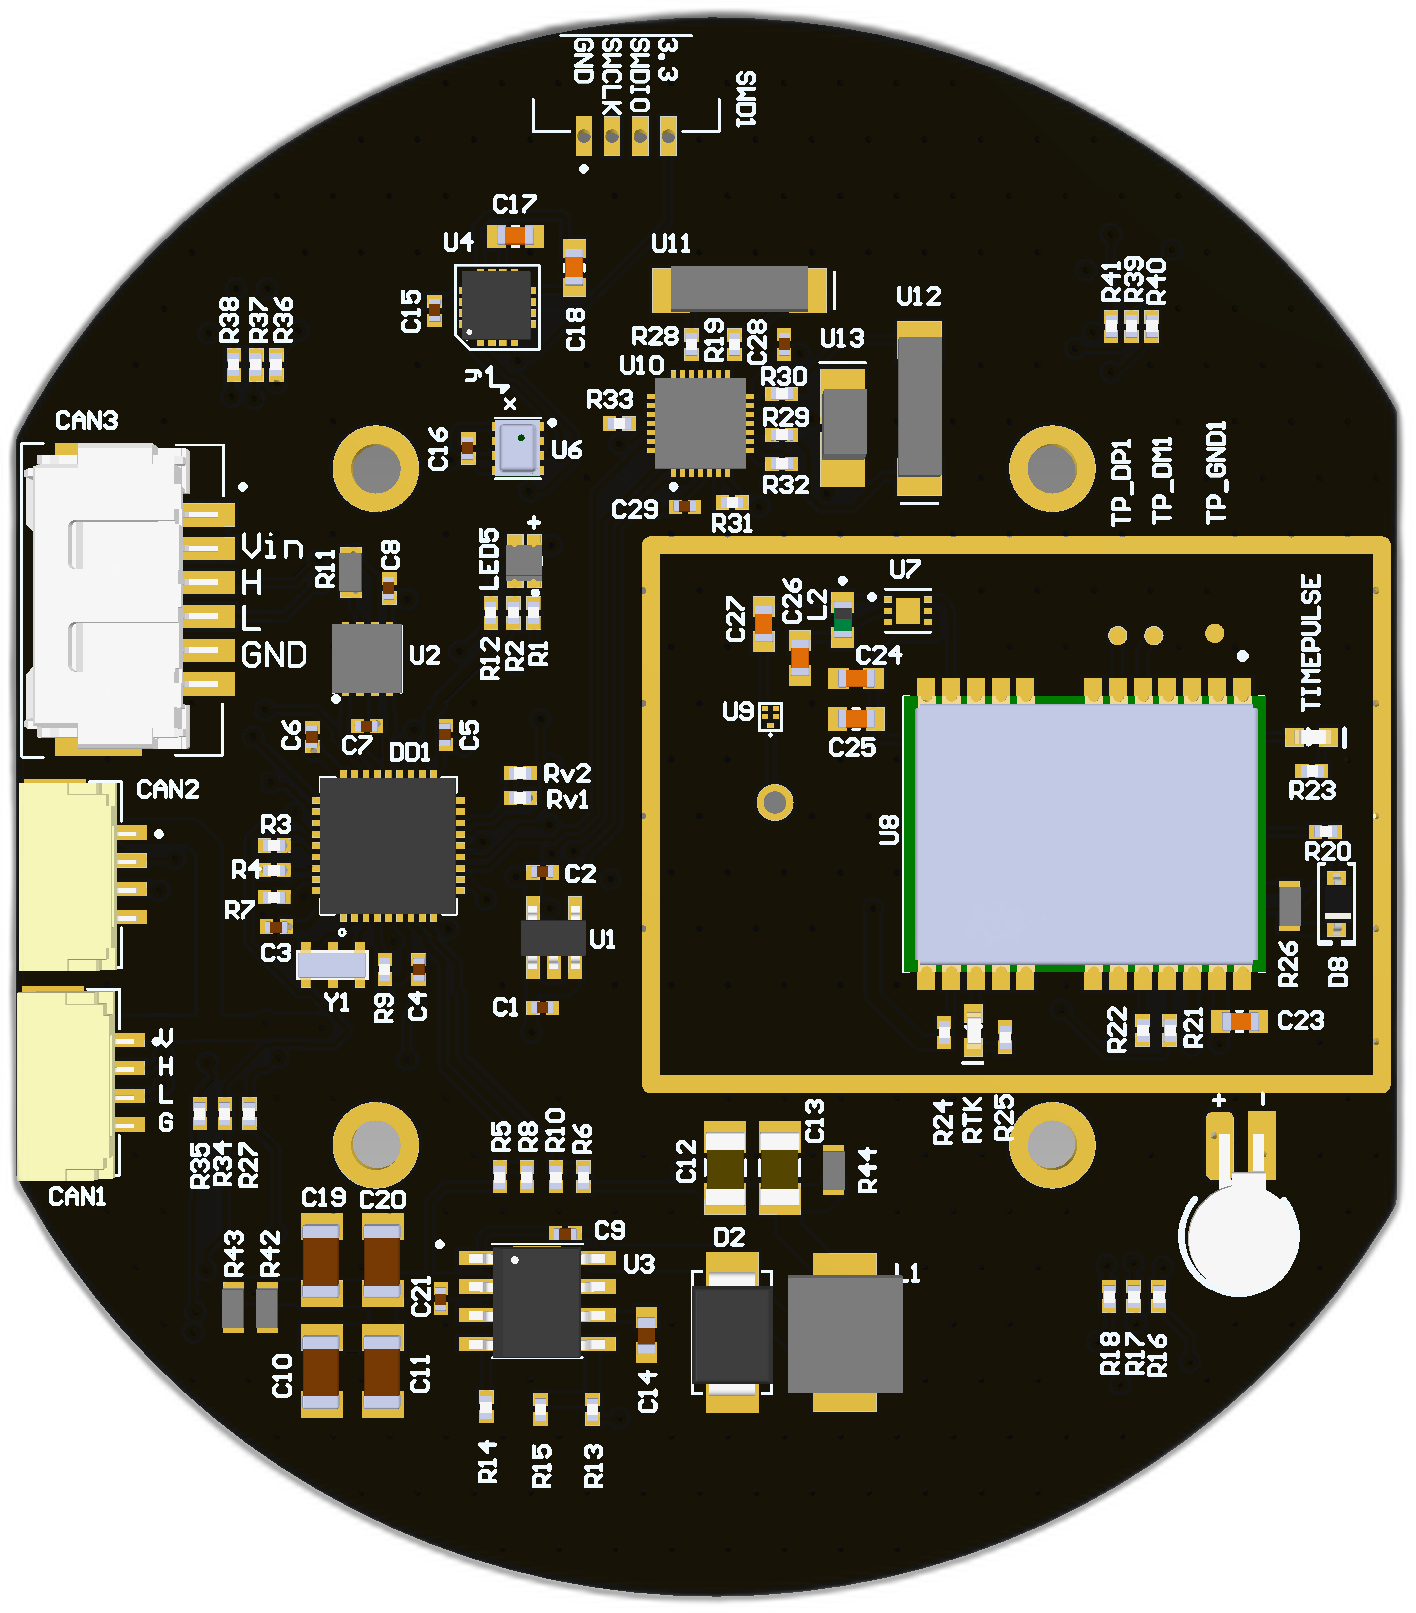 GND
SWCLK
SWDIO
3.3
SWD1
C17
U4
C15
C18
U11
U12
U13
R28
R19
C28
U10
R30
R33
R29
R32
C29
R31
R38
R37
R36
R41
R39
R40
CAN3
y
x
C16
U6
TP_DP1
TP_DM1
TP_GND1
Vin
H
L
GND
R11
C8
LED5
+
U2
R12
R2
R1
C27
C26
L2
U7
C24
U9
C25
TIMEPULSE
C6
C7
DD1
C5
CAN2
Rv2
Rv1
R3
R4
R7
C3
C2
U1
U8
R23
R20
R26
D8
Y1
R9
C4
C1
V
H
L
G
R22
R21
C23
R24
RTK
R25
+
-
R35
R34
R27
CAN1
R5
R8
R10
R6
C12
C13
R44
C19
C20
C9
U3
D2
L1
R43
R42
C21
C10
C11
C14
R18
R17
R16
R14
R15
R13